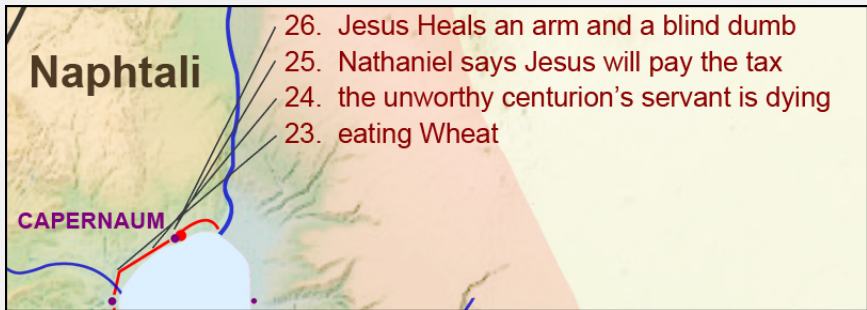 26. Jesus Heals an arm and a blind dumb
Naphtali
25. Nathaniel says Jesus will pay the tax
24. the unworthy centurion's servant is dying
23. eating Wheat
CAPERNAUM